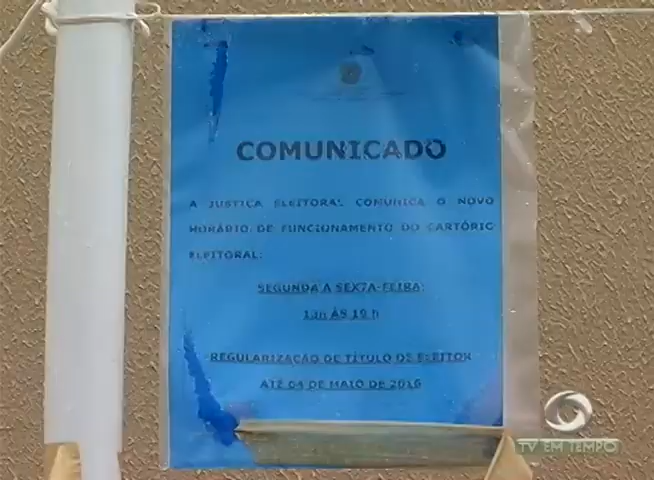 COMUNICADO
A JUSTIÇA ELEITORAL COMUNICA O NOVO
HORÁRIO DE FUNCIONAMENTO DO CARTÓRIO
ELEITORAL:
SEGUNDA A SEXTA-FEIRA:
ÀS
REGULARIZAÇÃO DE TÍTULO DE ELEITOR
ATÉ 04 DE MAIO DE 2016
TV EM TEMPO